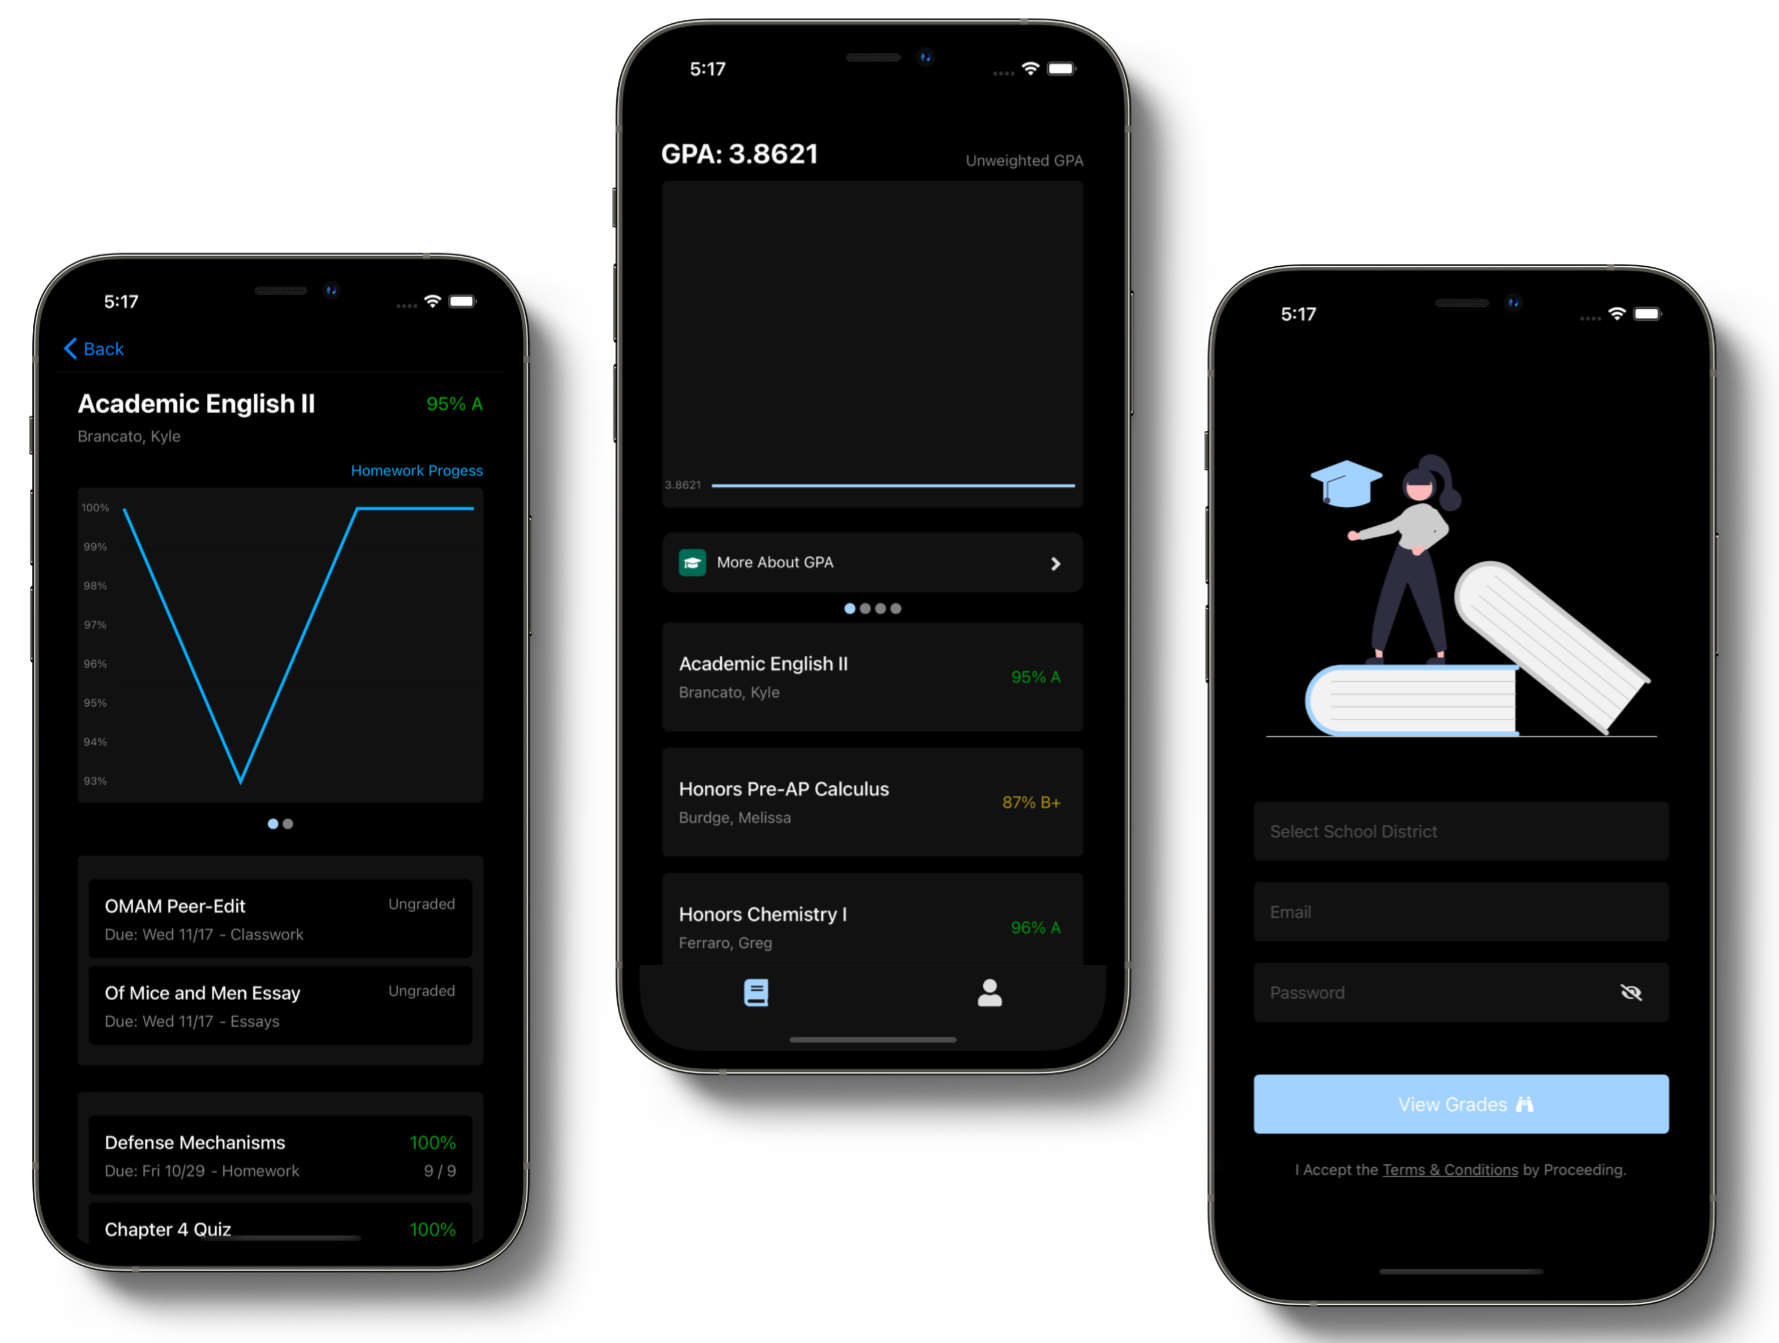 5:17
Back
Academic English II
95% A
Brancato, Kyle
Homework Progess
100%
99%
98%
97%
96%
95%
94%
93%
OMAM Peer-Edit
Ungraded
Due: Wed 11/17 - Classwork
Of Mice and Men Essay
Ungraded
Due: Wed 11/17 - Essays
Defense Mechanisms
100%
Due: Fri 10/29 - Homework
9 / 9
Chapter 4 Quiz
100%
5:17
GPA: 3.8621
Unweighted GPA
3.8621
More About GPA
Academic English II
95% A
Brancato, Kyle
Honors Pre-AP Calculus
87% B+
Burdge, Melissa
Honors Chemistry I
96% A
Ferraro, Greg
5:17
Select School District
Email
Password
View Grades
I Accept the Terms & Conditions by Proceeding.